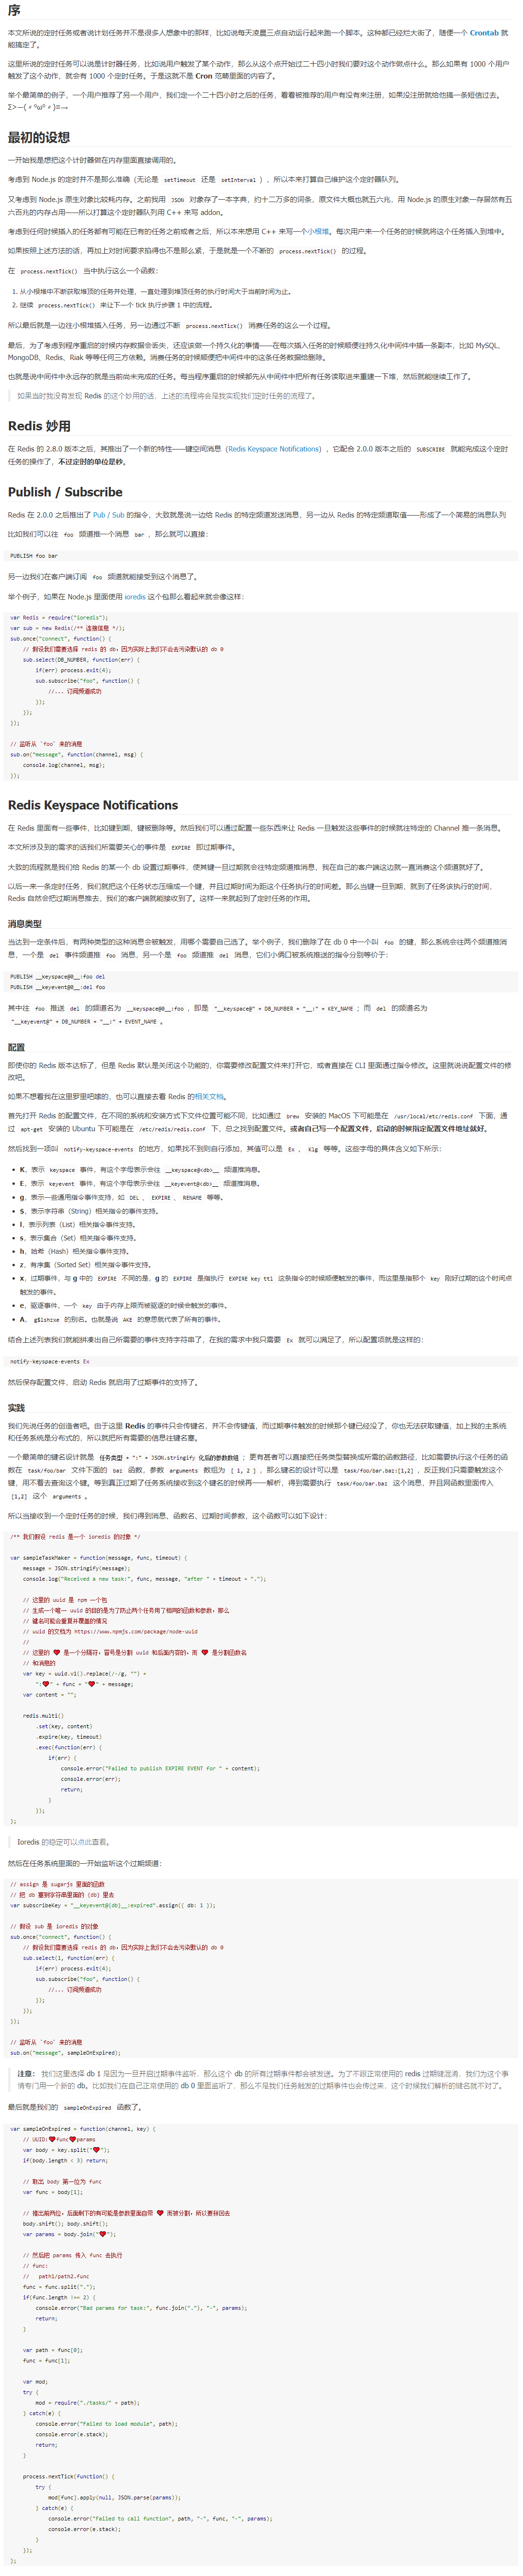 序
本文所说的定时任务或者说计划任务并不是很多人想象中的那样，比如说每天凌晨三点自动运行起来跑一个脚本。这种都已经烂大街了，随便一个 Crontab 就
能搞定了。
这里所说的定时任务可以说是计时器任务，比如说用户触发了某个动作，那么从这个点开始过二十四小时我们要对这个动作做点什么。那么如果有 1000 个用户
触发了这个动作，就会有 1000 个定时任务。于是这就不是 Cron 范畴里面的内容了。
举个最简单的例子，一个用户推荐了另一个用户，我们定一个二十四小时之后的任务，看看被推荐的用户有没有来注册，如果没注册就给他搞一条短信过去。
Σ>―(〃°ω°〃)♡→
最初的设想
一开始我是想把这个计时器做在内存里面直接调用的。
考虑到 Node.js 的定时并不是那么准确（无论是 setTimeout 还是 setInterval ），所以本来打算自己维护这个定时器队列。
又考虑到 Node.js 原生对象比较耗内存。之前我用 JSON 对象存了一本字典，约十二万多的词条，原文件大概也就五六兆，用 Node.js 的原生对象一存居然有五
六百兆的内存占用——所以打算这个定时器队列用 C++ 来写 addon。
考虑到任何时候插入的任务都有可能在已有的任务之前或者之后，所以本来想用 C++ 来写一个小根堆。每次用户来一个任务的时候就将这个任务插入到堆中。
如果按照上述方法的话，再加上对时间要求掐得也不是那么紧，于是就是一个不断的 process.nextTick() 的过程。
在 process.nextTick() 当中执行这么一个函数：
1. 从小根堆中不断获取堆顶的任务并处理，一直处理到堆顶任务的执行时间大于当前时间为止。
2. 继续 process.nextTick() 来让下一个 tick 执行步骤 1 中的流程。
所以最后就是一边往小根堆插入任务，另一边通过不断 process.nextTick() 消费任务的这么一个过程。
最后，为了考虑到程序重启的时候内存数据会丢失，还应该做一个持久化的事情——在每次插入任务的时候顺便往持久化中间件中插一条副本，比如 MySQL、
MongoDB、Redis、Riak 等等任何三方依赖。消费任务的时候顺便把中间件中的这条任务数据给删除。
也就是说中间件中永远存的就是当前尚未完成的任务。每当程序重启的时候都先从中间件中把所有任务读取进来重建一下堆，然后就能继续工作了。
如果当时我没有发现 Redis 的这个妙用的话，上述的流程将会是我实现我们定时任务的流程了。
Redis 妙用
在 Redis 的 2.8.0 版本之后，其推出了一个新的特性——键空间消息（Redis Keyspace Notifications），它配合 2.0.0 版本之后的 SUBSCRIBE 就能完成这个定时
任务的操作了，不过定时的单位是秒。
Publish / Subscribe
Redis 在 2.0.0 之后推出了 Pub / Sub 的指令，大致就是说一边给 Redis 的特定频道发送消息，另一边从 Redis 的特定频道取值——形成了一个简易的消息队列
比如我们可以往 foo 频道推一个消息 bar ，那么就可以直接：
PUBLISH foo bar
另一边我们在客户端订阅 foo 频道就能接受到这个消息了。
举个例子，如果在 Node.js 里面使用 ioredis 这个包那么看起来就会像这样：
var Redis = require("ioredis");
var sub = new Redis(/** 连接信息 */);
sub.once("connect", function() {
// 假设我们需要选择 redis 的 db，因为实际上我们不会去污染默认的 db 0
sub.select(DB_NUMBER, function(err) {
if(err) process.exit(4);
sub.subscribe("foo", function() {
//... 订阅频道成功
});
});
});
// 监听从 `foo` 来的消息
sub.on("message", function(channel, msg) {
console.log(channel, msg);
});
Redis Keyspace Notifications
在 Redis 里面有一些事件，比如键到期、键被删除等。然后我们可以通过配置一些东西来让 Redis 一旦触发这些事件的时候就往特定的 Channel 推一条消息。
本文所涉及到的需求的话我们所需要关心的事件是 EXPIRE 即过期事件。
大致的流程就是我们给 Redis 的某一个 db 设置过期事件，使其键一旦过期就会往特定频道推消息，我在自己的客户端这边就一直消费这个频道就好了。
以后一来一条定时任务，我们就把这个任务状态压缩成一个键，并且过期时间为距这个任务执行的时间差。那么当键一旦到期，就到了任务该执行的时间，
Redis 自然会把过期消息推去，我们的客户端就能接收到了。这样一来就起到了定时任务的作用。
消息类型
当达到一定条件后，有两种类型的这种消息会被触发，用哪个需要自己选了。举个例子，我们删除了在 db 0 中一个叫 foo 的键，那么系统会往两个频道推消
息，一个是 del 事件频道推 foo 消息，另一个是 foo 频道推 del 消息，它们小俩口被系统推送的指令分别等价于：
PUBLISH __keyspace@0__:foo del
PUBLISH __keyevent@0__:del foo
其中往 foo 推送 del 的频道名为 __keyspace@0__:foo ，即是 "__keyspace@" + DB_NUMBER + "__:" + KEY_NAME ；而 del 的频道名为
"__keyevent@" + DB_NUMBER + "__:" + EVENT_NAME 。
配置
即使你的 Redis 版本达标了，但是 Redis 默认是关闭这个功能的，你需要修改配置文件来打开它，或者直接在 CLI 里面通过指令修改。这里就说说配置文件的修
改吧。
如果不想看我在这里罗里吧嗦的，也可以直接去看 Redis 的相关文档。
首先打开 Redis 的配置文件，在不同的系统和安装方式下文件位置可能不同，比如通过 brew 安装的 MacOS 下可能是在 /usr/local/etc/redis.conf 下面，通
过 apt-get 安装的 Ubuntu 下可能是在 /etc/redis/redis.conf 下，总之找到配置文件。或者自己写一个配置文件，启动的时候指定配置文件地址就好。
然后找到一项叫 notify-keyspace-events 的地方，如果找不到则自行添加，其值可以是 Ex 、 Klg 等等。这些字母的具体含义如下所示：
• K，表示 keyspace 事件，有这个字母表示会往 __keyspace@<db>__ 频道推消息。
• E，表示 keyevent 事件，有这个字母表示会往 __keyevent@<db>__ 频道推消息。
• g，表示一些通用指令事件支持，如 DEL 、 EXPIRE 、 RENAME 等等。
• $，表示字符串（String）相关指令的事件支持。
• l，表示列表（List）相关指令事件支持。
• s，表示集合（Set）相关指令事件支持。
• h，哈希（Hash）相关指令事件支持。
• z，有序集（Sorted Set）相关指令事件支持。
• x，过期事件，与 g 中的 EXPIRE 不同的是，g 的 EXPIRE 是指执行 EXPIRE key ttl 这条指令的时候顺便触发的事件，而这里是指那个 key 刚好过期的这个时间点
触发的事件。
• e，驱逐事件，一个 key 由于内存上限而被驱逐的时候会触发的事件。
• A， g$lshzxe 的别名。也就是说 AKE 的意思就代表了所有的事件。
结合上述列表我们就能拼凑出自己所需要的事件支持字符串了，在我的需求中我只需要 Ex 就可以满足了，所以配置项就是这样的：
notify-keyspace-events Ex
然后保存配置文件，启动 Redis 就启用了过期事件的支持了。
实践
我们先说任务的创造者吧。由于这里 Redis 的事件只会传键名，并不会传键值，而过期事件触发的时候那个键已经没了，你也无法获取键值，加上我的主系统
和任务系统是分布式的，所以就把所有需要的信息往键名塞。
一个最简单的键名设计就是 任务类型 + ":" + JSON.stringify 化后的参数数组 ；更有甚者可以直接把任务类型替换成所需的函数路径，比如需要执行这个任务的函
数在 task/foo/bar 文件下面的 baz 函数，参数 arguments 数组为 [ 1, 2 ] ，那么键名的设计可以是 task/foo/bar.baz:[1,2] ，反正我们只需要触发这个
键，用不着去查询这个键。等到真正过期了任务系统接收到这个键名的时候再一一解析，得到需要执行 task/foo/bar.baz 这个消息，并且网函数里面传入
[1,2] 这个 arguments 。
所以当接收到一个定时任务的时候，我们得到消息、函数名、过期时间参数，这个函数可以如下设计：
/** 我们假设 redis 是一个 ioredis 的对象 */
var sampleTaskMaker = function(message, func, timeout) {
message = JSON.stringify(message);
console.log("Received a new task:", func, message, "after " + timeout + ".");
// 这里的 uuid 是 npm 一个包
// 生成一个唯一 uuid 的目的是为了防止两个任务用了相同的函数和参数，那么
// 键名可能会重复并覆盖的情况
// uuid 的文档为 https://www.npmjs.com/package/node-uuid
//
// 这里的 ❤️ 是一个分隔符，冒号是分割 uuid 和后面内容的，而 ❤️ 是分割函数名
// 和消息的
var key = uuid.v1().replace(/-/g, "") +
":❤️" + func + "❤️" + message;
var content = "";
redis.multi()
.set(key, content)
.expire(key, timeout)
.exec(function(err) {
if(err) {
console.error("Failed to publish EXPIRE EVENT for " + content);
console.error(err);
return;
}
});
};
Ioredis 的稳定可以点此查看。
然后在任务系统里面的一开始监听这个过期频道：
// assign 是 sugarjs 里面的函数
// 把 db 塞到字符串里面的 {db} 里去
var subscribeKey = "__keyevent@{db}__:expired".assign({ db: 1 });
// 假设 sub 是 ioredis 的对象
sub.once("connect", function() {
// 假设我们需要选择 redis 的 db，因为实际上我们不会去污染默认的 db 0
sub.select(1, function(err) {
if(err) process.exit(4);
sub.subscribe("foo", function() {
//... 订阅频道成功
});
});
});
// 监听从 `foo` 来的消息
sub.on("message", sampleOnExpired);
注意： 我们这里选择 db 1 是因为一旦开启过期事件监听，那么这个 db 的所有过期事件都会被发送。为了不跟正常使用的 redis 过期键混淆，我们为这个事
情专门用一个新的 db。比如我们在自己正常使用的 db 0 里面监听了，那么不是我们任务触发的过期事件也会传过来，这个时候我们解析的键名就不对了。
最后就是我们的 sampleOnExpired 函数了。
var sampleOnExpired = function(channel, key) {
// UUID:❤️func❤️params
var body = key.split("❤️");
if(body.length < 3) return;
// 取出 body 第一位为 func
var func = body[1];
// 推出前两位，后面剩下的有可能是参数里面自带 ❤️ 而被分割，所以要拼回去
body.shift(); body.shift();
var params = body.join("❤️");
// 然后把 params 传入 func 去执行
// func:
// path1/path2.func
func = func.split(".");
if(func.length !== 2) {
console.error("Bad params for task:", func.join("."), "-", params);
return;
}
var path = func[0];
func = func[1];
var mod;
try {
mod = require("./tasks/" + path);
} catch(e) {
console.error("Failed to load module", path);
console.error(e.stack);
return;
}
process.nextTick(function() {
try {
mod[func].apply(null, JSON.parse(params));
} catch(e) {
console.error("Failed to call function", path, "-", func, "-", params);
console.error(e.stack);
}
});
};